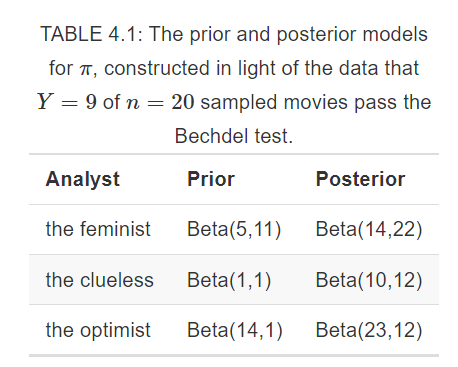 TABLE 4.1: The prior and posterior models
for π, constructed in light of the data that
Y = 9 of n = 20 sampled movies pass the
Bechdel test.
Analyst Prior Posterior
the feminist Beta(5,11) Beta(14,22)
the clueless Beta(1,1) Beta(10,12)
the optimist Beta(14,1) Beta(23,12)